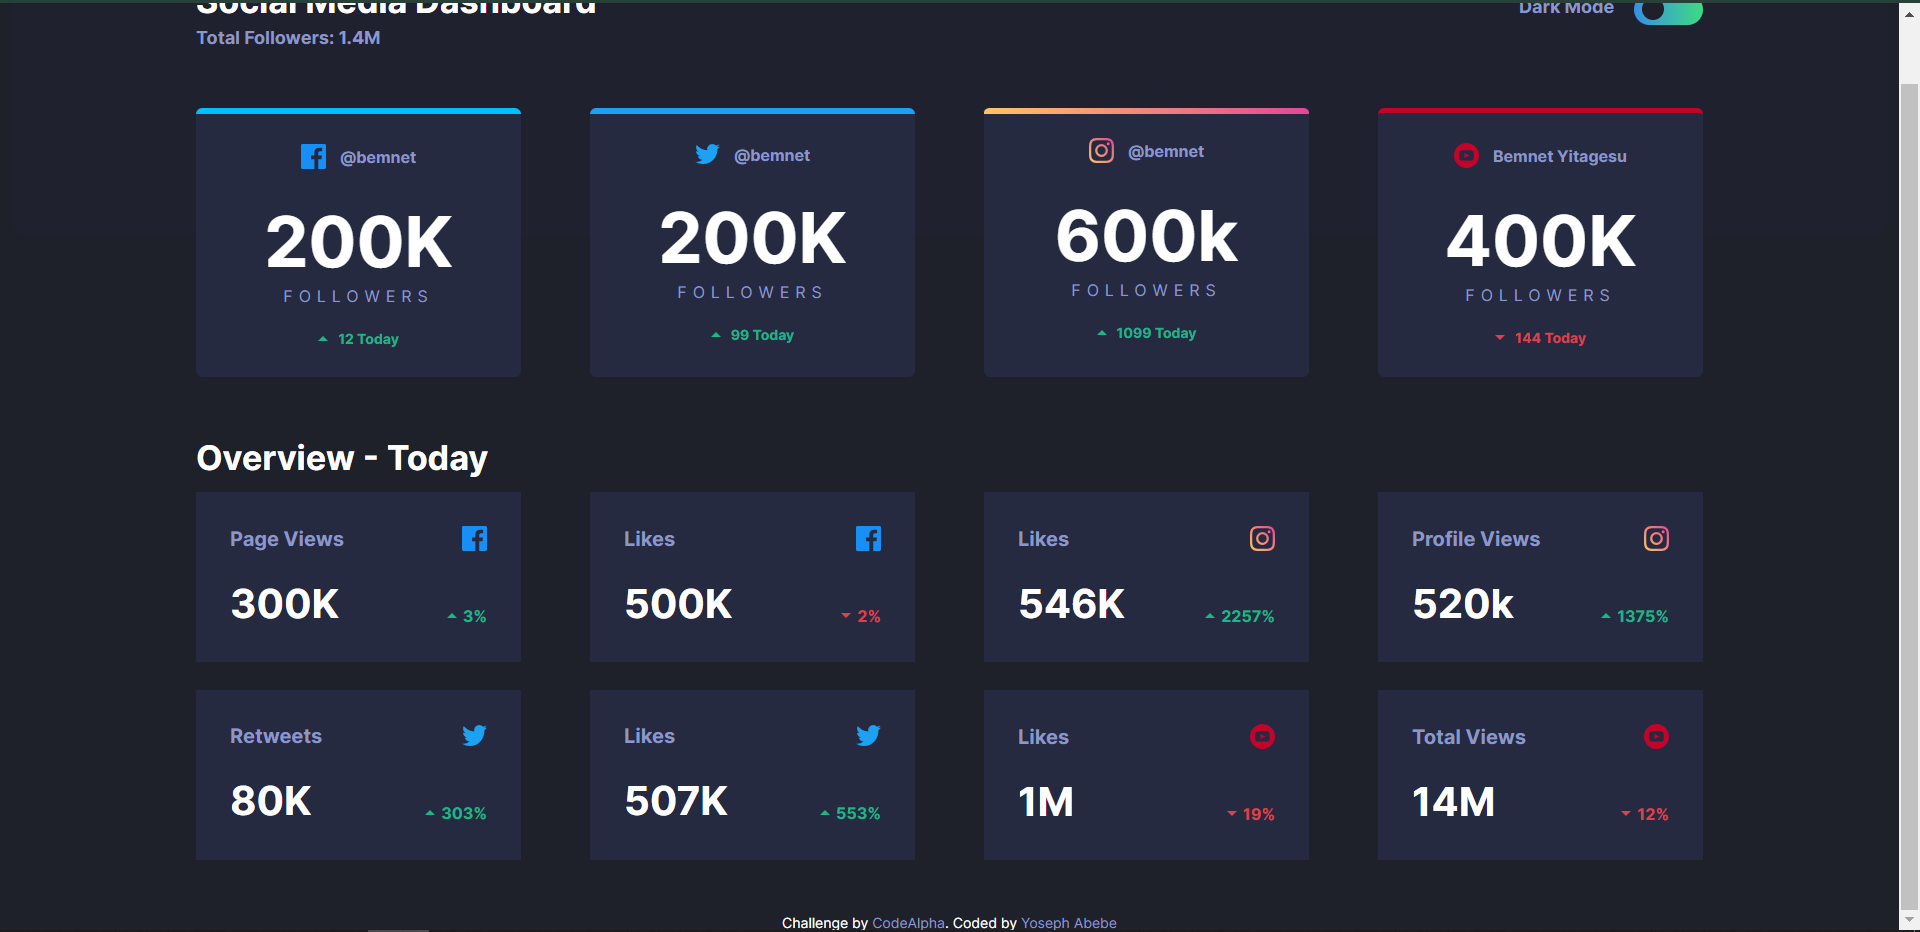 Social Media Dashboard
Dark Mode
Total Followers: 1.4M
@bemnet
200K
FOLLOWERS
12 Today
@bemnet
200K
FOLLOWERS
99 Today
@bemnet
600k
FOLLOWERS
1099 Today
Bemnet Yitagesu
400K
FOLLOWERS
144 Today
Overview - Today
Page Views
300K
3%
Likes
500K
2%
Likes
546K
2257%
Profile Views
520k
1375%
Retweets
80K
303%
Likes
507K
553%
Likes
1M
19%
Total Views
14M
12%
Challenge by CodeAlpha. Coded by Yoseph Abebe